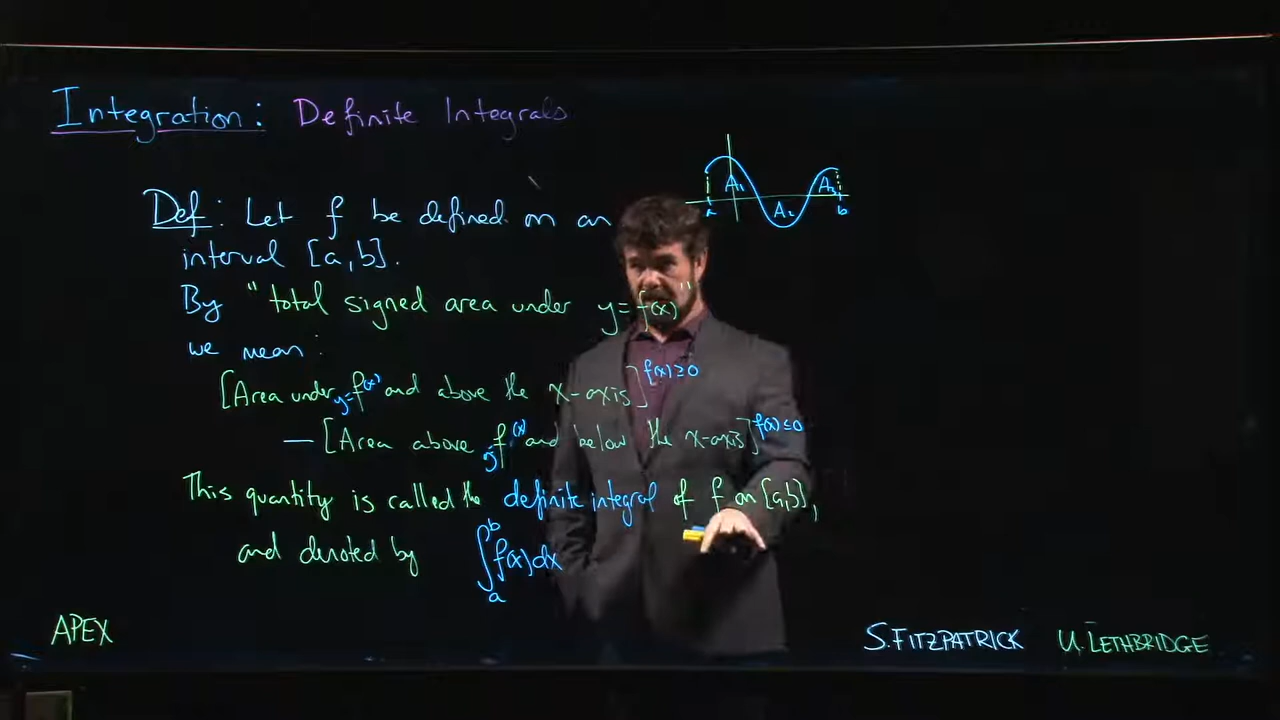 Integration: Definite Integrals
Def: Let f be defined on an
interval [a,b].
By "total signed area under y=f(x)"
we mean:
[Area under y=f(x) and above the x-axis] f(x)≥0
— [Area above y=f(x) and below the x-axis] f(x)≤0
This quantity is called the definite integral of f on [a,b],
and denoted by ∫_a^b f(x)dx
A₁ A₂ A₃
a b
APEX
S. FITZPATRICK U. LETHBRIDGE